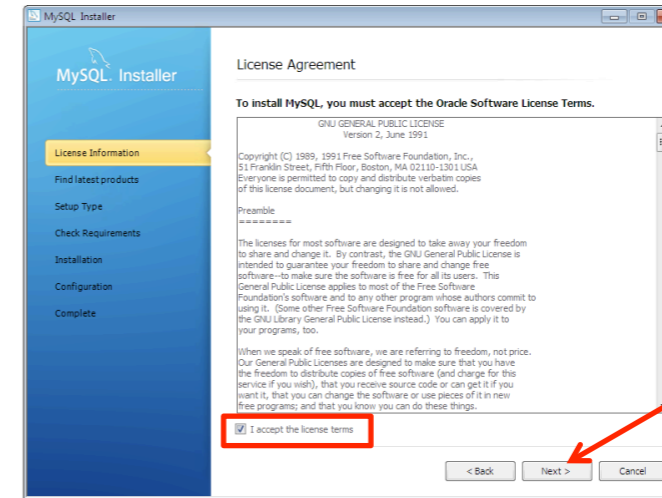 MySQL Installer
MySQL. Installer
License Information
Find latest products
Setup Type
Check Requirements
Installation
Configuration
Complete
License Agreement
To install MySQL, you must accept the Oracle Software License Terms.
GNU GENERAL PUBLIC LICENSE
Version 2, June 1991
Copyright (C) 1989, 1991 Free Software Foundation, Inc.,
51 Franklin Street, Fifth Floor, Boston, MA 02110-1301 USA
Everyone is permitted to copy and distribute verbatim copies
of this license document, but changing it is not allowed.
Preamble
========
The licenses for most software are designed to take away your freedom
to share and change it. By contrast, the GNU General Public License is
intended to guarantee your freedom to share and change free
software--to make sure the software is free for all its users. This
General Public License applies to most of the Free Software
Foundation's software and to any other program whose authors commit to
using it. (Some other Free Software Foundation software is covered by
the GNU Library General Public License instead.) You can apply it to
your programs, too.
When we speak of free software, we are referring to freedom, not price.
Our General Public Licenses are designed to make sure that you have
the freedom to distribute copies of free software (and charge for this
service if you wish), that you receive source code or can get it if you
want it, that you can change the software or use pieces of it in new
free programs; and that you know you can do these things.
I accept the license terms
< Back
Next >
Cancel